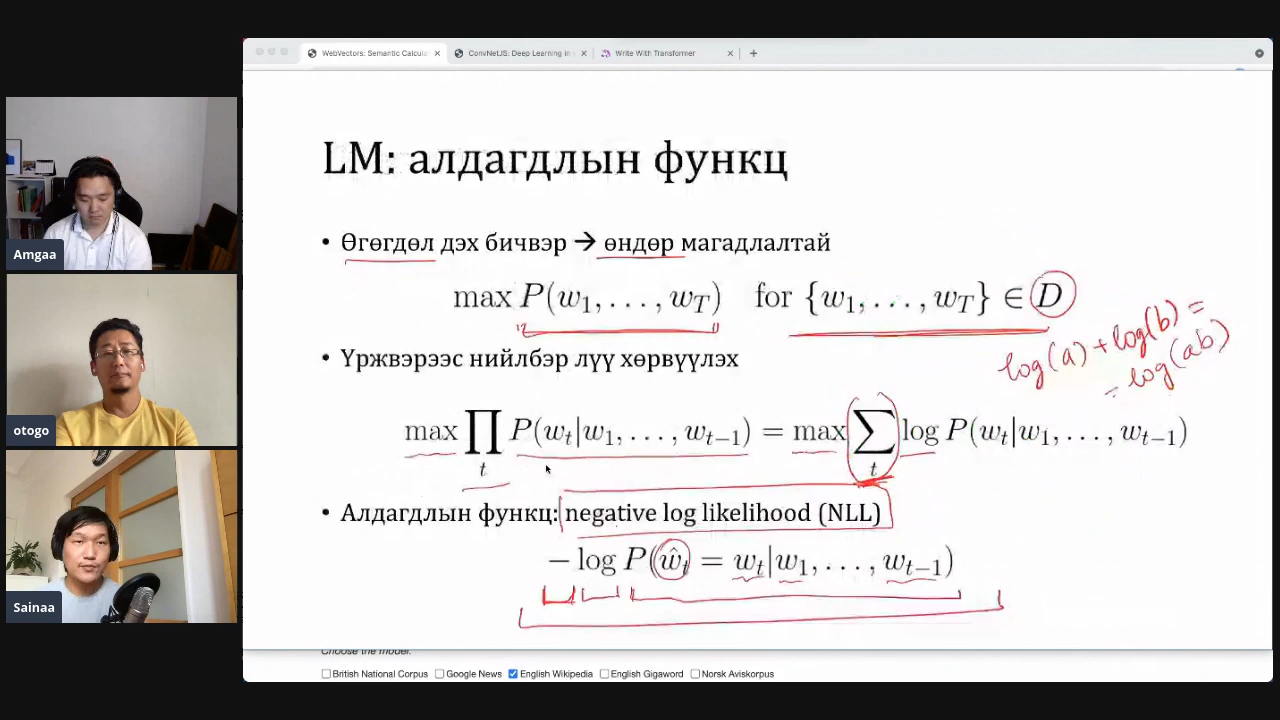 WebVectors: Semantic Calcula
ConvNetJS: Deep Learning in
Write With Transformer
LM: алдагдлын функц
• Өгөгдөл дэх бичвэр → өндөр магадлалтай
max P(w_1, . . . , w_T) for {w_1, . . . , w_T} ∈ D
log(a) + log(b) =
= log(ab)
• Үржвэрээс нийлбэр лүү хөрвүүлэх
max ∏_t P(w_t|w_1, . . . , w_{t−1}) = max ∑_t log P(w_t|w_1, . . . , w_{t−1})
• Алдагдлын функц: negative log likelihood (NLL)
− log P(ŵ_t = w_t|w_1, . . . , w_{t−1})
Choose the model:
British National Corpus Google News English Wikipedia English Gigaword Norsk Aviskorpus
Amgaa
otogo
Sainaa